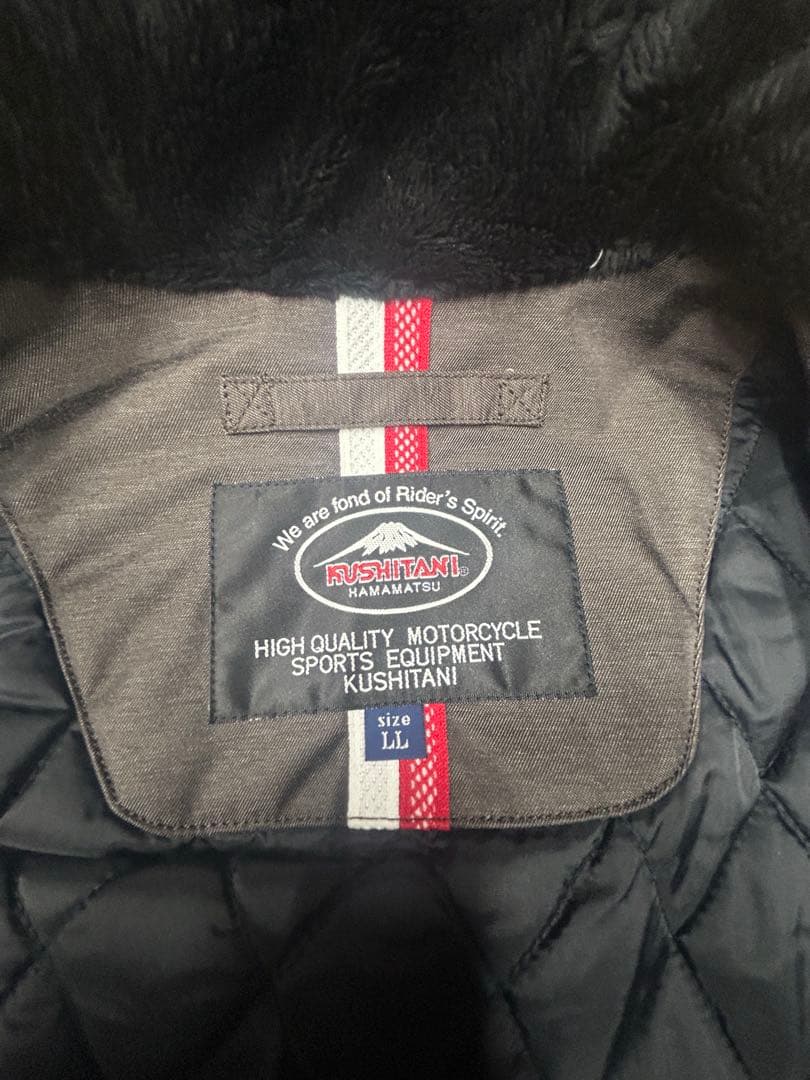 We are fond of Rider's Spirit.
KUSHITANI®
HAMAMATSU
HIGH QUALITY MOTORCYCLE
SPORTS EQUIPMENT
KUSHITANI
size
LL